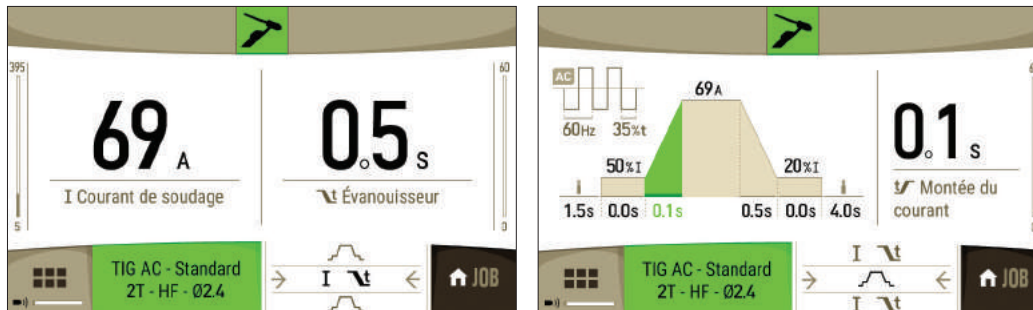 395
60
69 A
0.5 s
I Courant de soudage
t Évanouisseur
5
0
TIG AC - Standard
2T - HF - Ø2.4
I t
JOB
AC
60Hz
35%t
69A
50%I
20%I
1.5s
0.0s
0.1s
0.5s
0.0s
4.0s
0.1 s
t Montée du
courant
TIG AC - Standard
2T - HF - Ø2.4
I t
I t
JOB